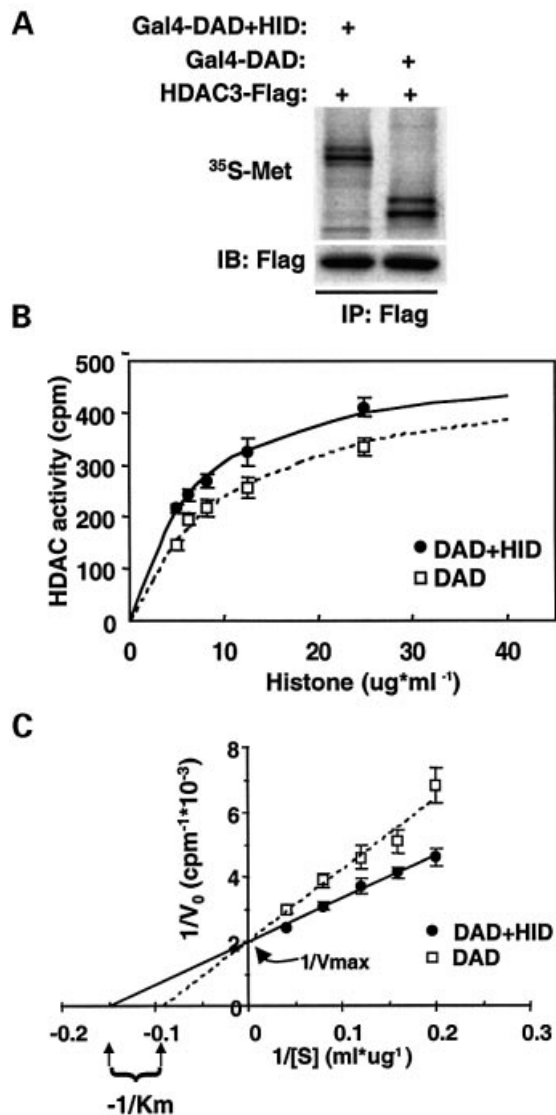 A
Gal4-DAD+HID: +
Gal4-DAD: +
HDAC3-Flag: + +
³⁵S-Met
IB: Flag
IP: Flag
B
HDAC activity (cpm)
500
400
300
200
100
0
0 10 20 30 40
Histone (ug*ml⁻¹)
DAD+HID
DAD
C
1/V₀ (cpm⁻¹*10⁻³)
8
6
4
2
0
1/Vmax
DAD+HID
DAD
-0.2 -0.1 0 0.1 0.2 0.3
1/[S] (ml*ug¹)
-1/Km